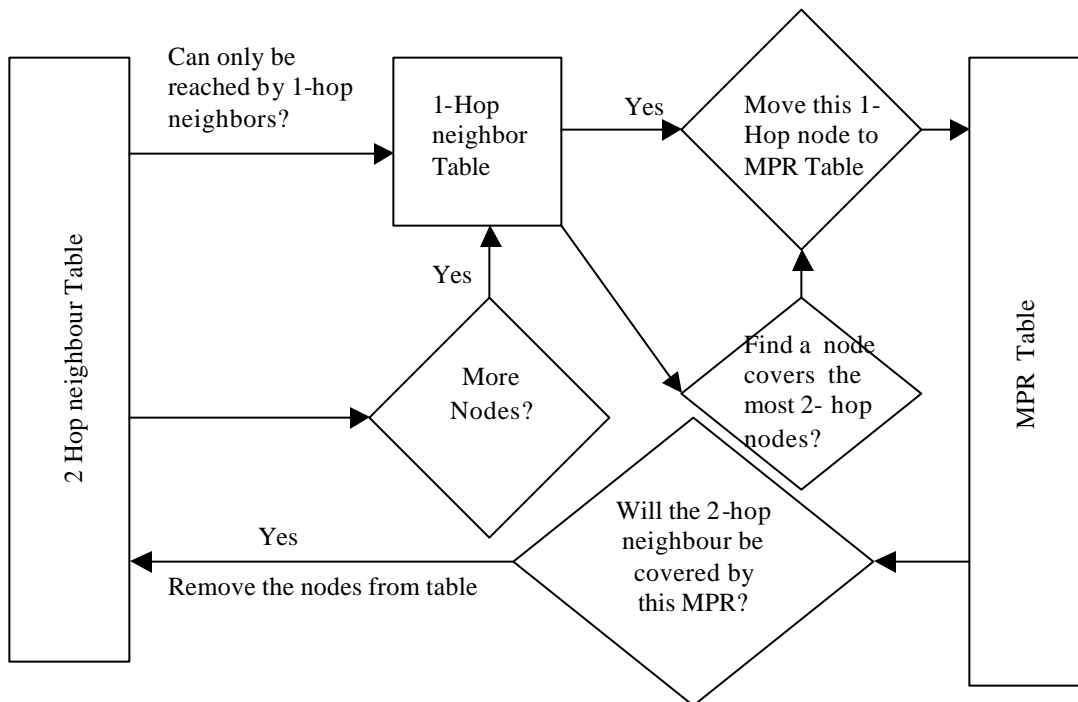 Can only be
reached by 1-hop
neighbors?
1-Hop
neighbor
Table
Yes
Move this 1-
Hop node to
MPR Table
2 Hop neighbour Table
Yes
More
Nodes?
Find a node
covers the
most 2- hop
nodes?
MPR Table
Will the 2-hop
neighbour be
covered by
this MPR?
Yes
Remove the nodes from table